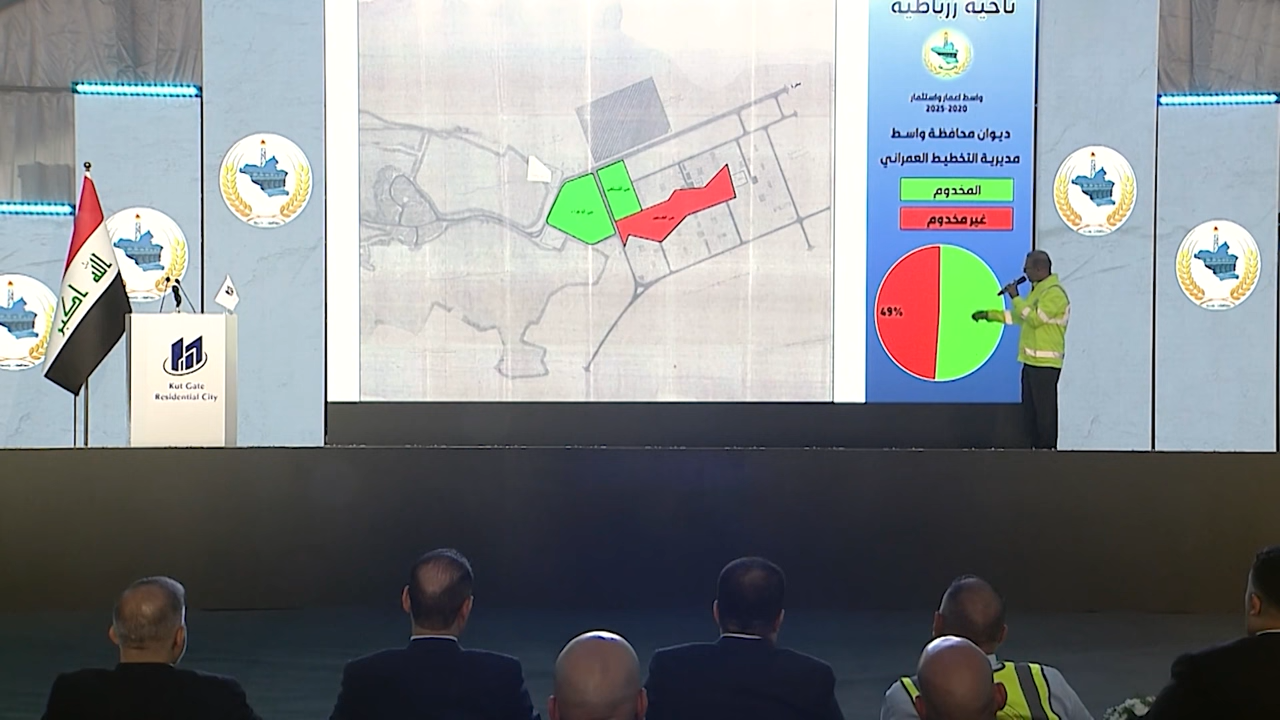 ناحية زرباطية
واسط اعمار واستثمار
2025-2020
ديوان محافظة واسط
مديرية التخطيط العمراني
المخدوم
غير مخدوم
49%
الله اكبر
Kut Gate
Residential City